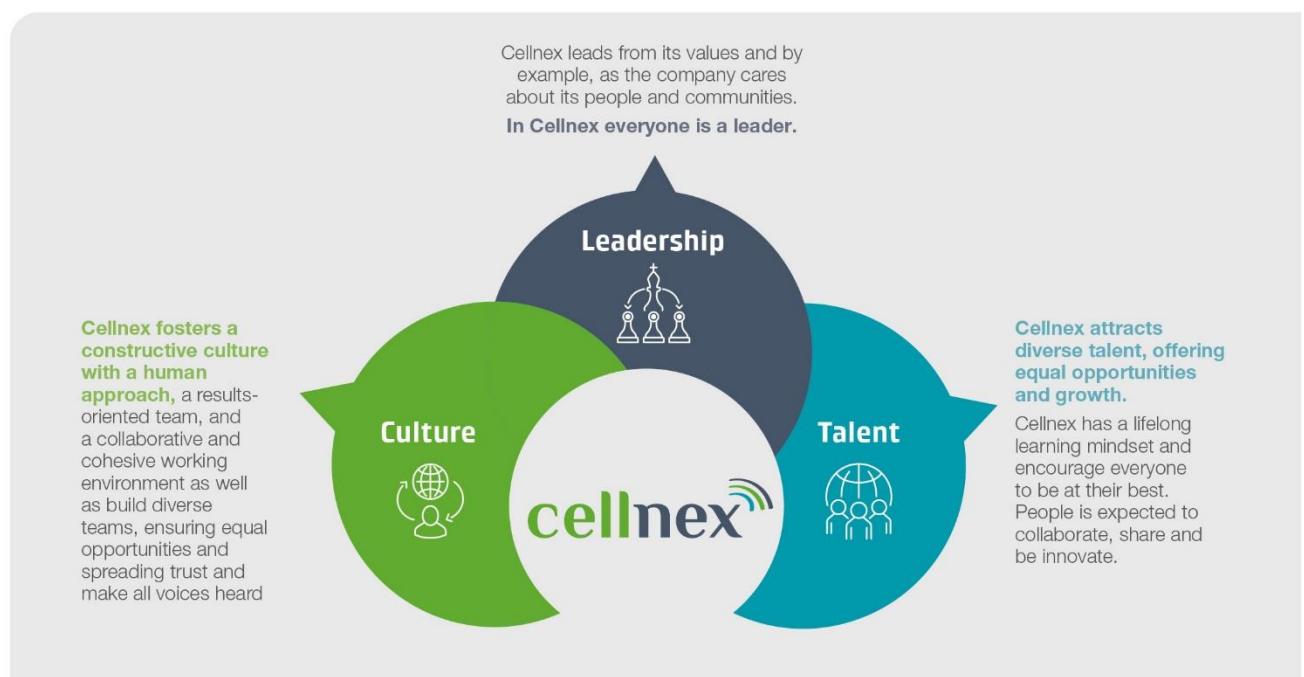 Cellnex leads from its values and by
example, as the company cares
about its people and communities.
In Cellnex everyone is a leader.
Leadership
Cellnex fosters a
constructive culture
with a human
approach, a results-
oriented team, and
a collaborative and
cohesive working
environment as well
as build diverse
teams, ensuring equal
opportunities and
spreading trust and
make all voices heard
Culture
cellnex
Talent
Cellnex attracts
diverse talent, offering
equal opportunities
and growth.
Cellnex has a lifelong
learning mindset and
encourage everyone
to be at their best.
People is expected to
collaborate, share and
be innovate.